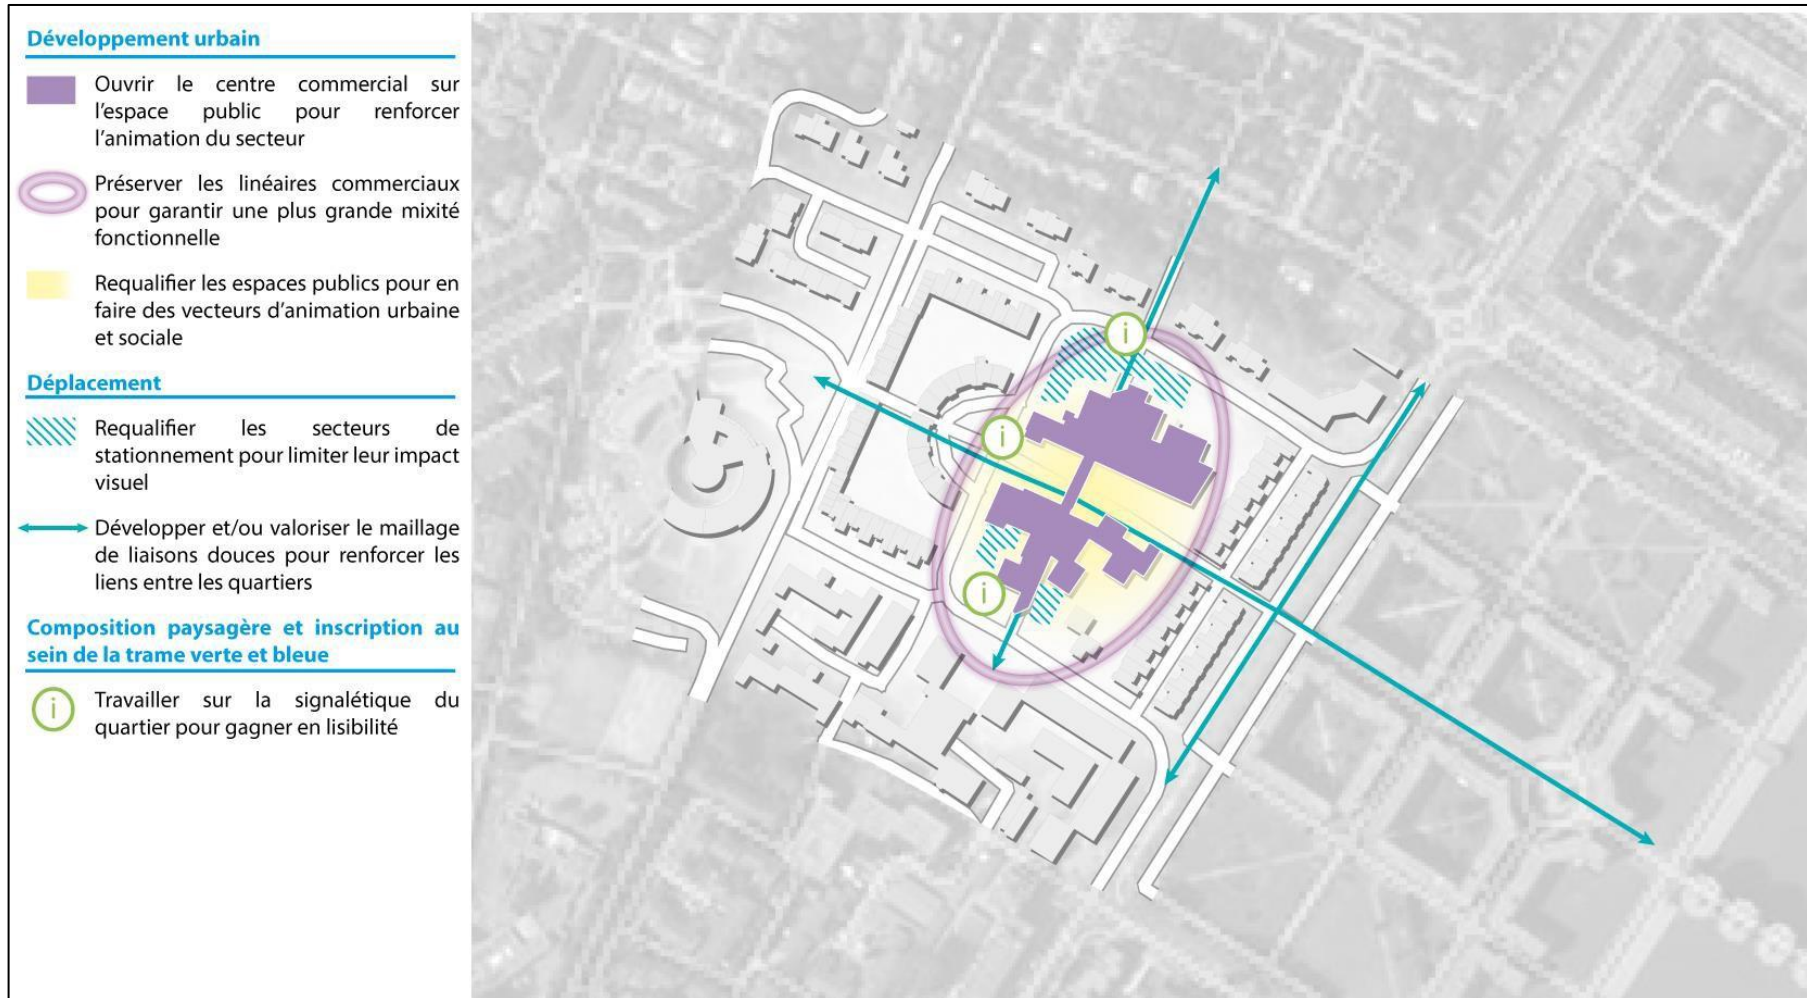 Développement urbain
Ouvrir le centre commercial sur
l'espace public pour renforcer
l'animation du secteur
Préserver les linéaires commerciaux
pour garantir une plus grande mixité
fonctionnelle
Requalifier les espaces publics pour en
faire des vecteurs d'animation urbaine
et sociale
Déplacement
Requalifier les secteurs de
stationnement pour limiter leur impact
visuel
Développer et/ou valoriser le maillage
de liaisons douces pour renforcer les
liens entre les quartiers
Composition paysagère et inscription au
sein de la trame verte et bleue
i
Travailler sur la signalétique du
quartier pour gagner en lisibilité
i
i
i